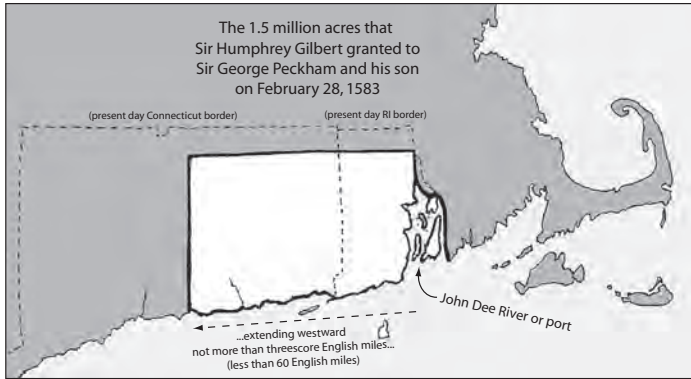 The 1.5 million acres that
Sir Humphrey Gilbert granted to
Sir George Peckham and his son
on February 28, 1583
(present day Connecticut border)
(present day RI border)
John Dee River or port
...extending westward
not more than threescore English miles...
(less than 60 English miles)